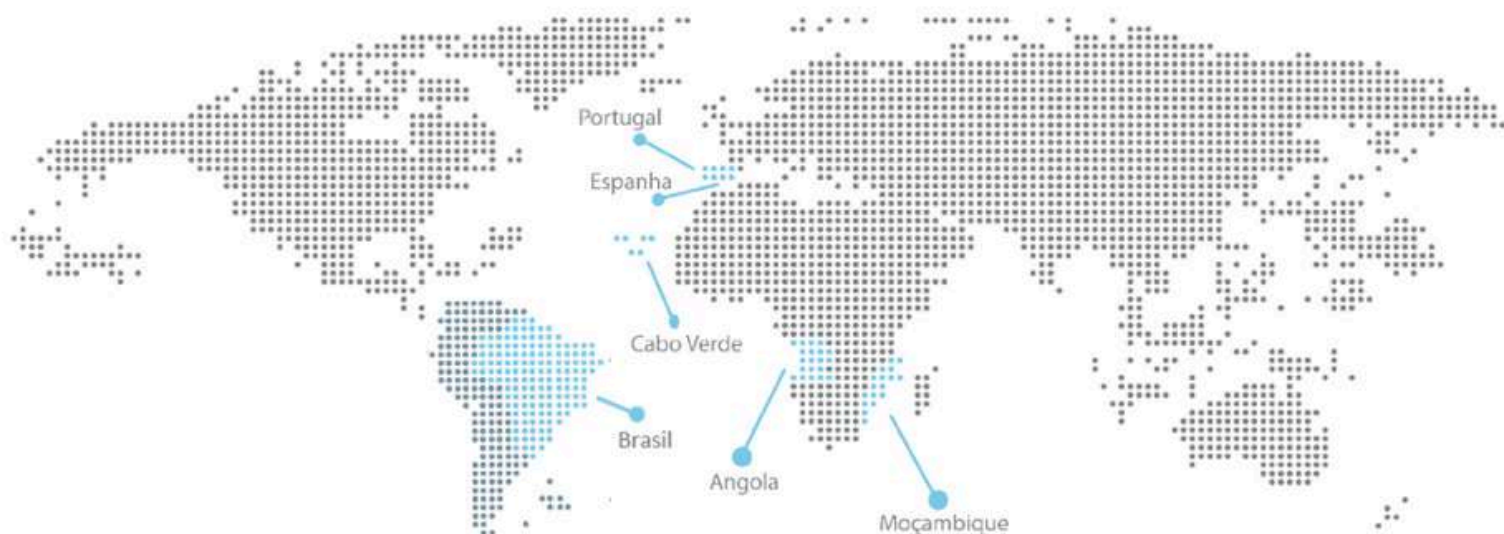 Portugal
Espanha
Cabo Verde
Brasil
Angola
Moçambique